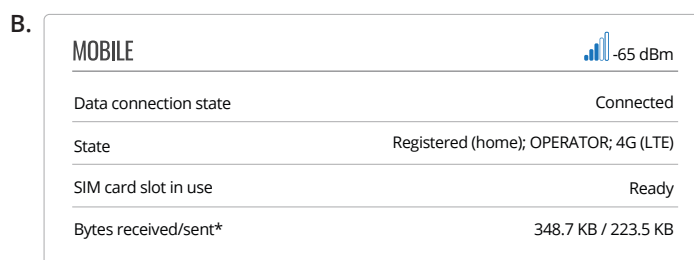 B.
MOBILE -65 dBm
Data connection state Connected
State Registered (home); OPERATOR; 4G (LTE)
SIM card slot in use Ready
Bytes received/sent* 348.7 KB / 223.5 KB